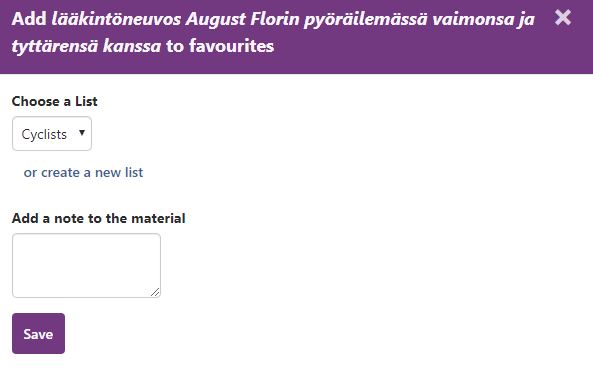 Add lääkintöneuvos August Florin pyöräilemässä vaimonsa ja
tyttärensä kanssa to favourites
Choose a List
Cyclists
or create a new list
Add a note to the material
Save